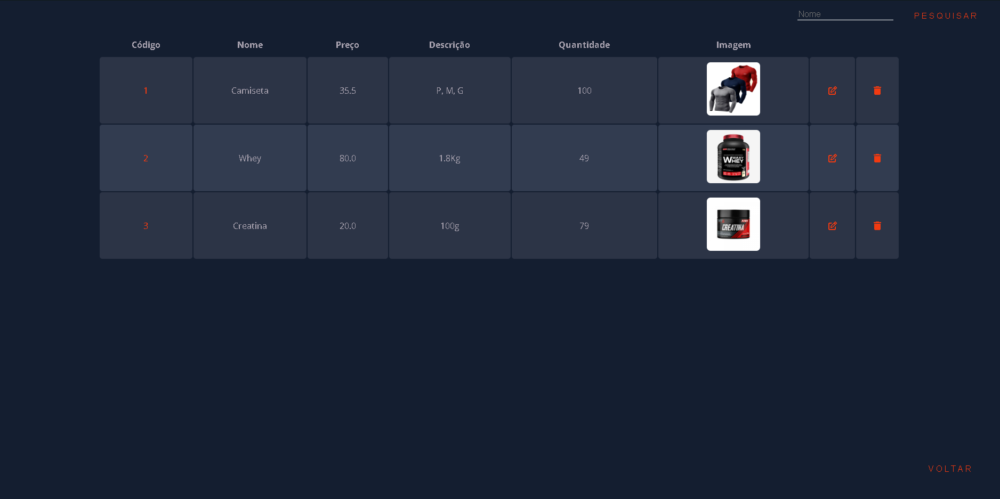 Nome
PESQUISAR
Código Nome Preço Descrição Quantidade Imagem
1 Camiseta 35.5 P, M, G 100
2 Whey 80.0 1.8Kg 49
WAXY
WHEY
3 Creatina 20.0 100g 79
CREATINA
VOLTAR